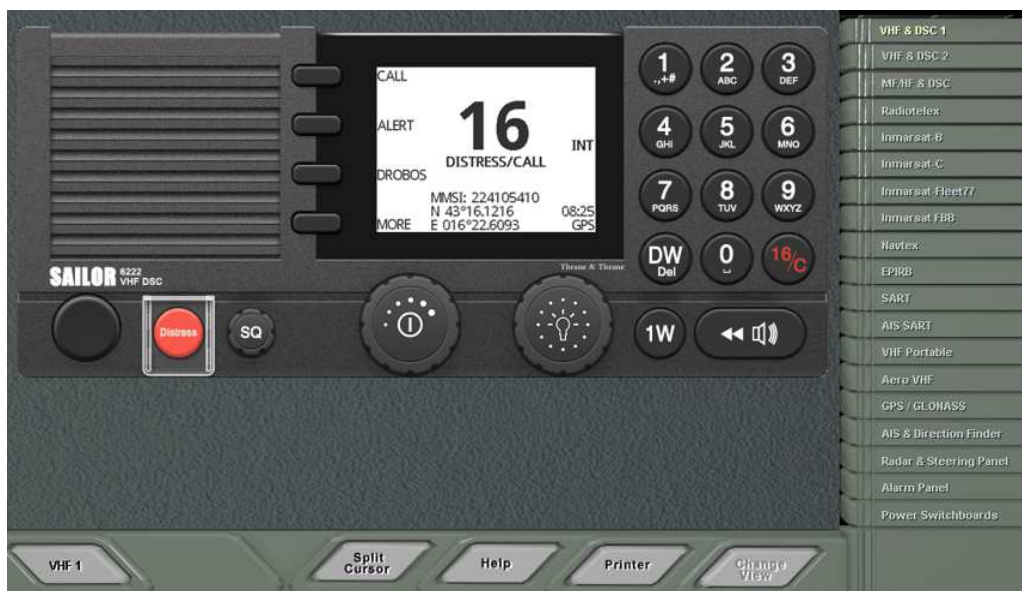 CALL
ALERT
16
INT
DISTRESS/CALL
DROBOS
MMSI: 224105410
N 43°16.1216 08:25
MORE E 016°22.6093 GPS
Thrane & Thrane
SAILOR 6222
VHF DSC
1 2 3
.,+# ABC DEF
4 5 6
GHI JKL MNO
7 8 9
PQRS TUV WXYZ
DW 0 16/C
Del
Distress
SQ
1W
VHF & DSC 1
VHF & DSC 2
MF/HF & DSC
Radiotelex
Inmarsat-B
Inmarsat-C
Inmarsat-Fleet77
Inmarsat FBB
Navtex
EPIRB
SART
AIS SART
VHF Portable
Aero VHF
GPS / GLONASS
AIS & Direction Finder
Radar & Steering Panel
Alarm Panel
Power Switchboards
VHF 1
Split
Cursor
Help
Printer
Change
View